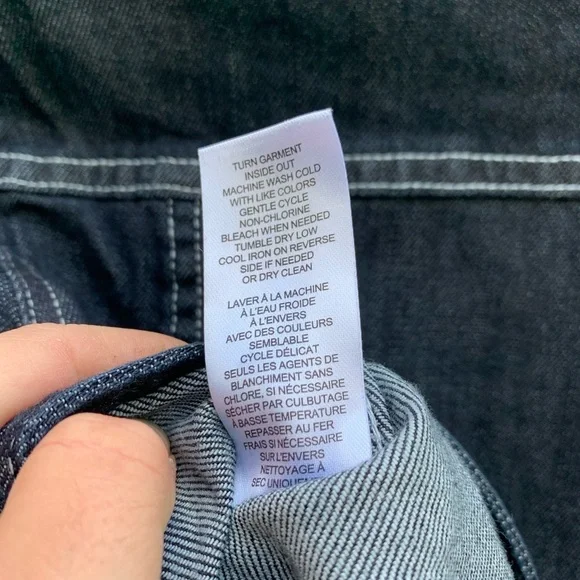 TURN GARMENT
INSIDE OUT
MACHINE WASH COLD
WITH LIKE COLORS
GENTLE CYCLE
NON-CHLORINE
BLEACH WHEN NEEDED
TUMBLE DRY LOW
COOL IRON ON REVERSE
SIDE IF NEEDED
OR DRY CLEAN
LAVER À LA MACHINE
À L'EAU FROIDE
À L'ENVERS
AVEC DES COULEURS
SEMBLABLE
CYCLE DÉLICAT
SEULS LES AGENTS DE
BLANCHIMENT SANS
CHLORE, SI NÉCESSAIRE
SÉCHER PAR CULBUTAGE
À BASSE TEMPERATURE
REPASSER AU FER
FRAIS SI NÉCESSAIRE
SUR L'ENVERS
NETTOYAGE À
SEC